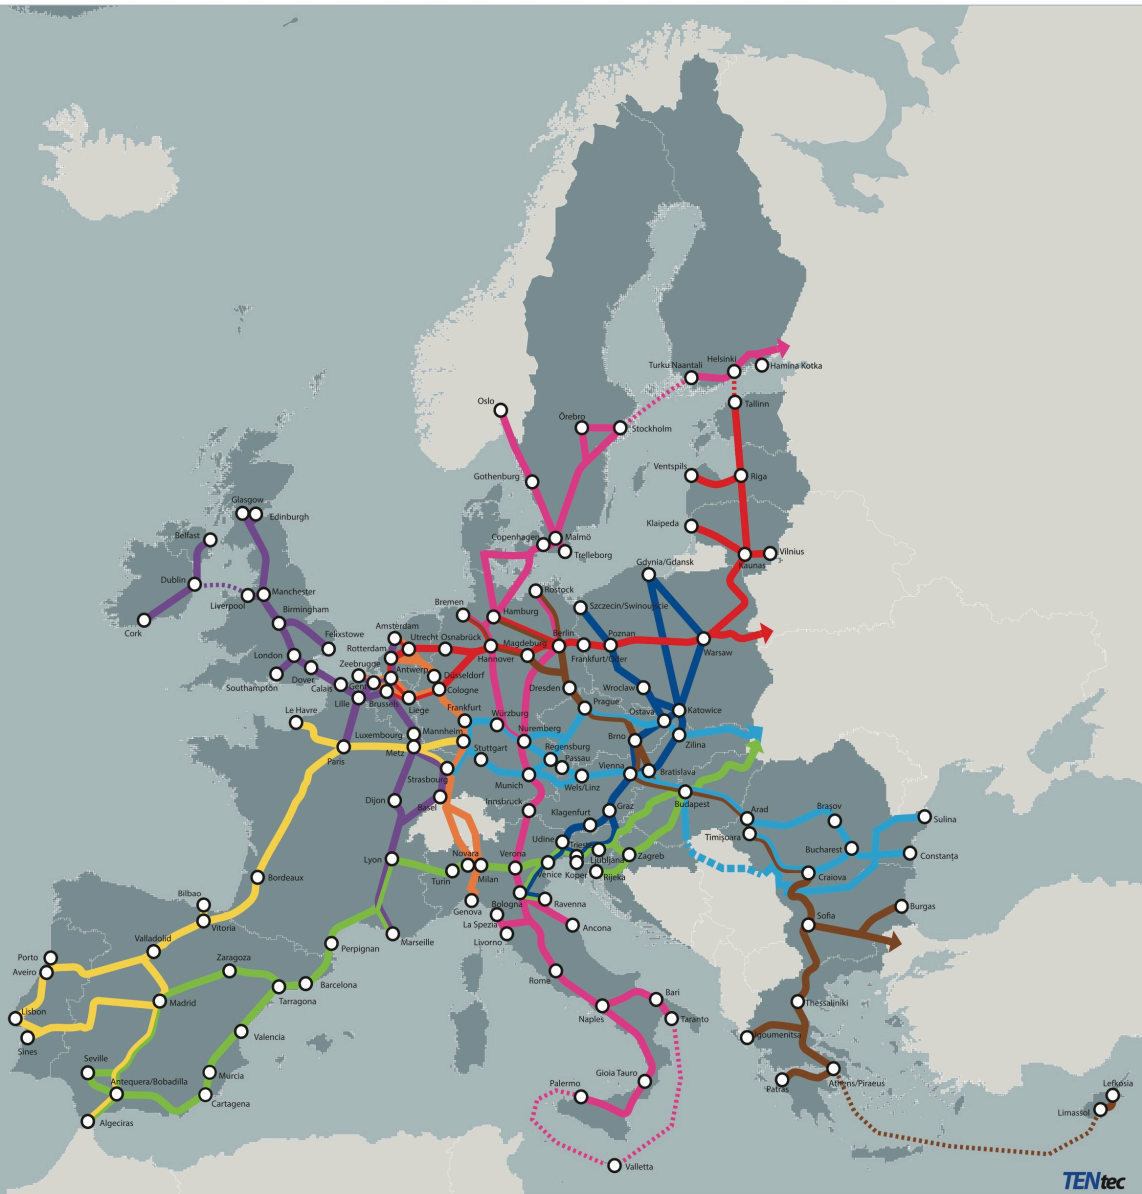 Helsinki
Turku Naantali
Hamina Kotka
Oslo
Tallinn
Örebro
Stockholm
Ventspils
Riga
Gothenburg
Glasgow
Edinburgh
Klaipeda
Belfast
Copenhagen
Malmö
Trelleborg
Vilnius
Kaunas
Gdynia/Gdansk
Dublin
Liverpool
Manchester
Rostock
Szczecin/Swinoujscie
Birmingham
Bremen
Hamburg
Cork
Felixstowe
Amsterdam
Utrecht
Osnabrück
Magdeburg
Berlin
Poznan
London
Rotterdam
Hannover
Frankfurt/Oder
Warsaw
Zeebrugge
Antwerp
Southampton
Dover
Calais
Gent
Düsseldorf
Cologne
Dresden
Wroclaw
Lille
Brussels
Liège
Prague
Katowice
Le Havre
Frankfurt
Würzburg
Ostava
Luxembourg
Mannheim
Nuremberg
Brno
Zilina
Paris
Metz
Stuttgart
Regensburg
Passau
Strasbourg
Munich
Wels/Linz
Vienna
Bratislava
Dijon
Basel
Innsbruck
Klagenfurt
Graz
Budapest
Arad
Braşov
Sulina
Udine
Trieste
Timişoara
Bucharest
Constanţa
Lyon
Novara
Verona
Ljubljana
Zagreb
Turin
Milan
Venice
Koper
Rijeka
Craiova
Bordeaux
Bilbao
Genova
Bologna
Ravenna
Vitoria
La Spezia
Ancona
Sofia
Burgas
Valladolid
Perpignan
Marseille
Livorno
Porto
Aveiro
Zaragoza
Barcelona
Rome
Madrid
Tarragona
Bari
Thessaliniki
Lisbon
Naples
Taranto
Sines
Valencia
Igoumenitsa
Seville
Murcia
Gioia Tauro
Antequera/Bobadilla
Palermo
Patras
Athens/Piraeus
Lefkosia
Cartagena
Limassol
Algeciras
Valletta
TENtec